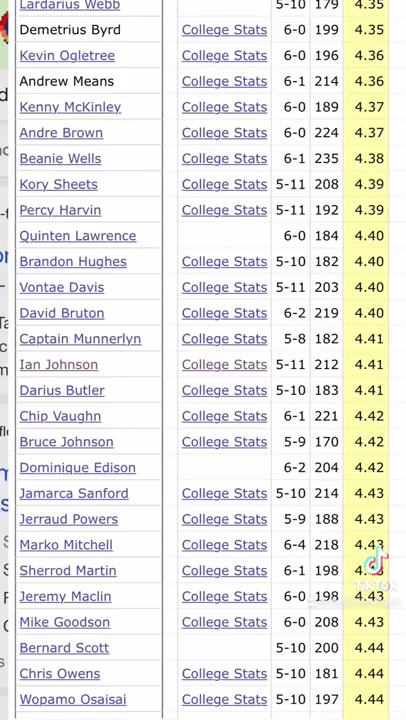 Lardarius Webb 5-10 179 4.35
Demetrius Byrd College Stats 6-0 199 4.35
Kevin Ogletree College Stats 6-0 196 4.36
Andrew Means College Stats 6-1 214 4.36
Kenny McKinley College Stats 6-0 189 4.37
Andre Brown College Stats 6-0 224 4.37
Beanie Wells College Stats 6-1 235 4.38
Kory Sheets College Stats 5-11 208 4.39
Percy Harvin College Stats 5-11 192 4.39
Quinten Lawrence 6-0 184 4.40
Brandon Hughes College Stats 5-10 182 4.40
Vontae Davis College Stats 5-11 203 4.40
David Bruton College Stats 6-2 219 4.40
Captain Munnerlyn College Stats 5-8 182 4.41
Ian Johnson College Stats 5-11 212 4.41
Darius Butler College Stats 5-10 183 4.41
Chip Vaughn College Stats 6-1 221 4.42
Bruce Johnson College Stats 5-9 170 4.42
Dominique Edison 6-2 204 4.42
Jamarca Sanford College Stats 5-10 214 4.43
Jerraud Powers College Stats 5-9 188 4.43
Marko Mitchell College Stats 6-4 218 4.43
Sherrod Martin College Stats 6-1 198
TikTok
Jeremy Maclin College Stats 6-0 198 4.43
Mike Goodson College Stats 6-0 208 4.43
Bernard Scott 5-10 200 4.44
Chris Owens College Stats 5-10 181 4.44
Wopamo Osaisai College Stats 5-10 197 4.44